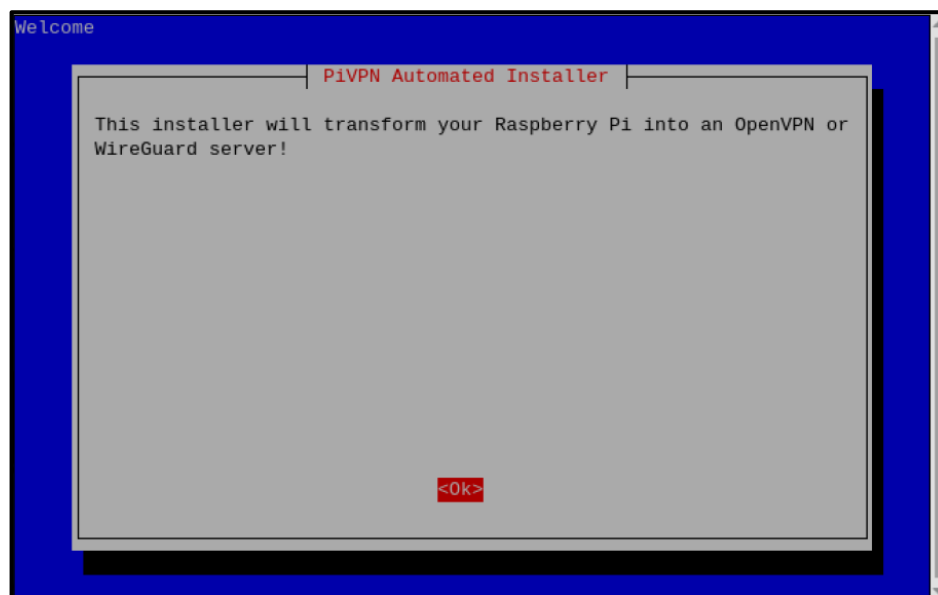 Welcome
PiVPN Automated Installer
This installer will transform your Raspberry Pi into an OpenVPN or
WireGuard server!
<Ok>